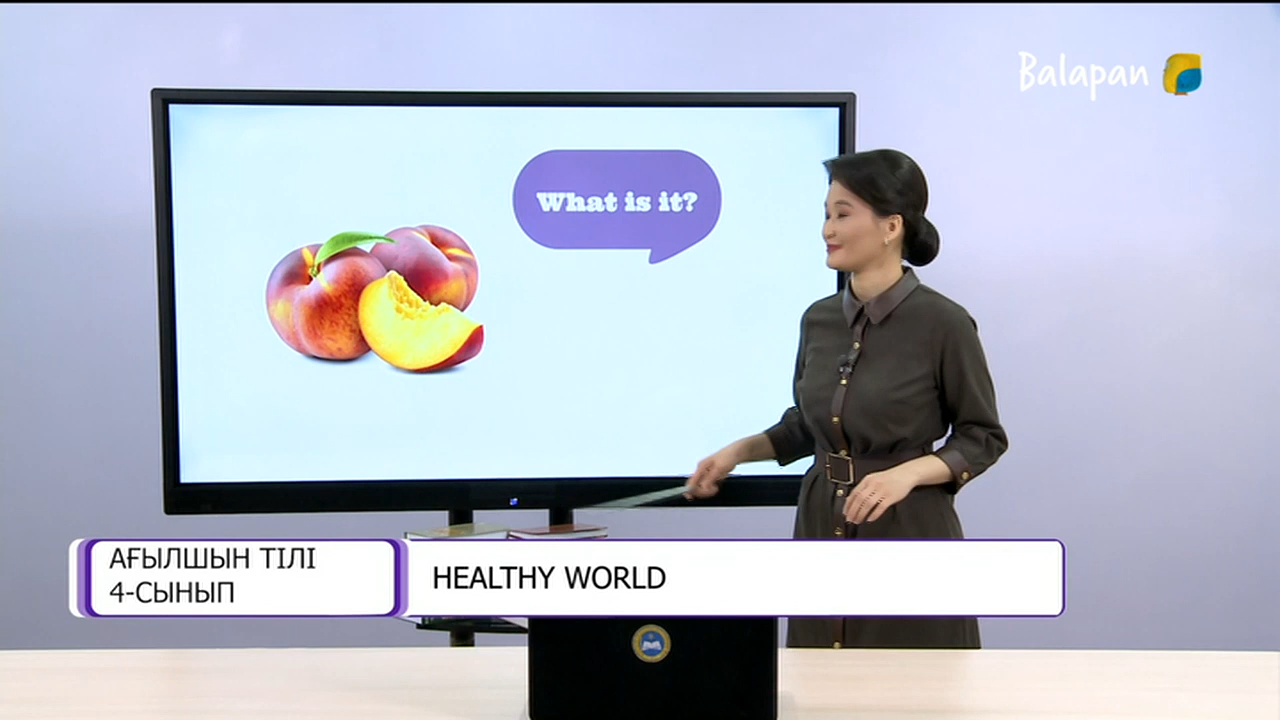 Balapan
What is it?
АҒЫЛШЫН ТІЛІ
4-СЫНЫП
HEALTHY WORLD